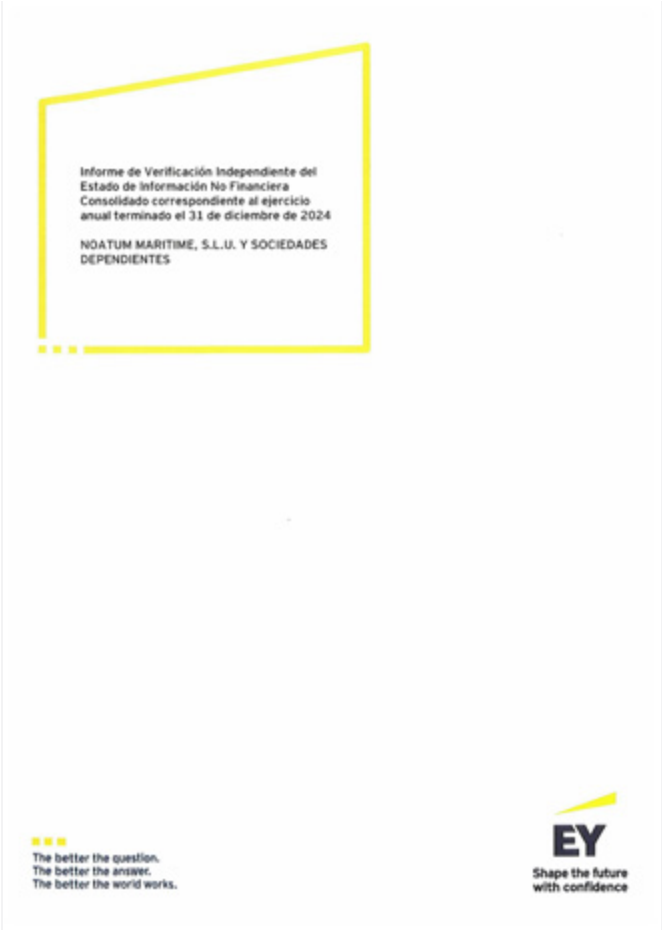 Informe de Verificación Independiente del
Estado de Información No Financiera
Consolidado correspondiente al ejercicio
anual terminado el 31 de diciembre de 2024
NOATUM MARITIME, S.L.U. Y SOCIEDADES
DEPENDIENTES
The better the question.
The better the answer.
The better the world works.
EY
Shape the future
with confidence